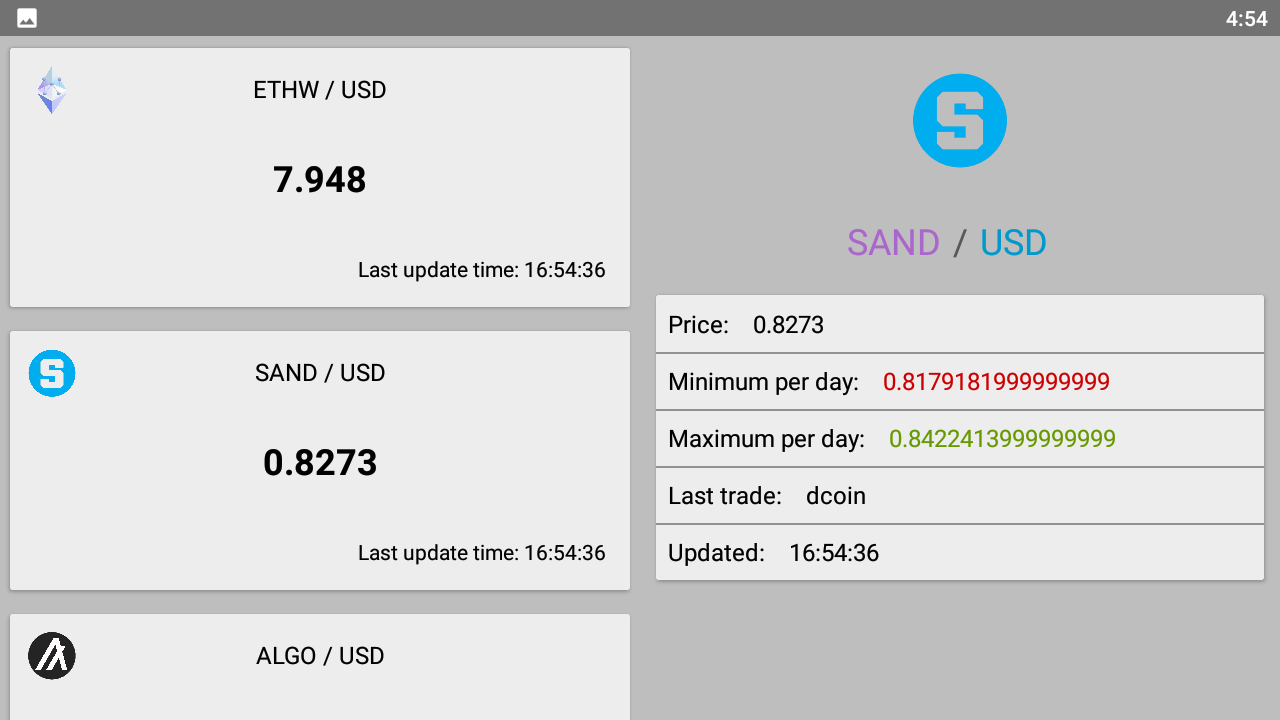 4:54
ETHW / USD
7.948
Last update time: 16:54:36
SAND / USD
0.8273
Last update time: 16:54:36
ALGO / USD
SAND / USD
Price: 0.8273
Minimum per day: 0.8179181999999999
Maximum per day: 0.8422413999999999
Last trade: dcoin
Updated: 16:54:36